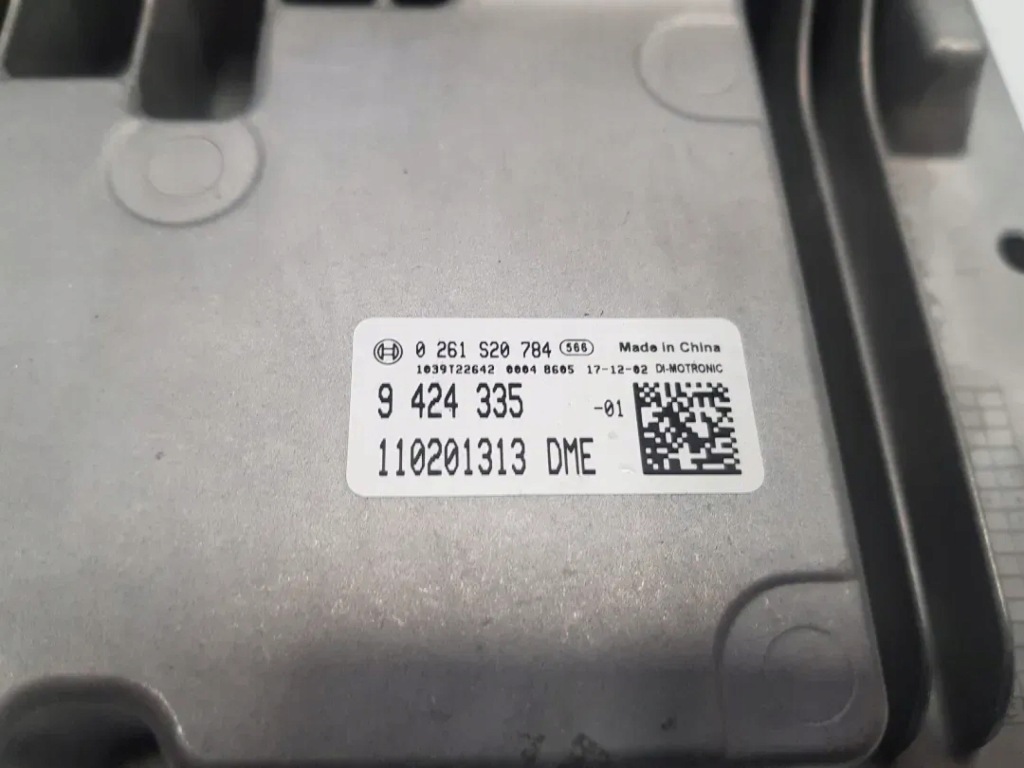 0 261 S20 784 566 Made in China
1039T22642 0004 8605 17-12-02 DI-MOTRONIC
9 424 335 -01
110201313 DME